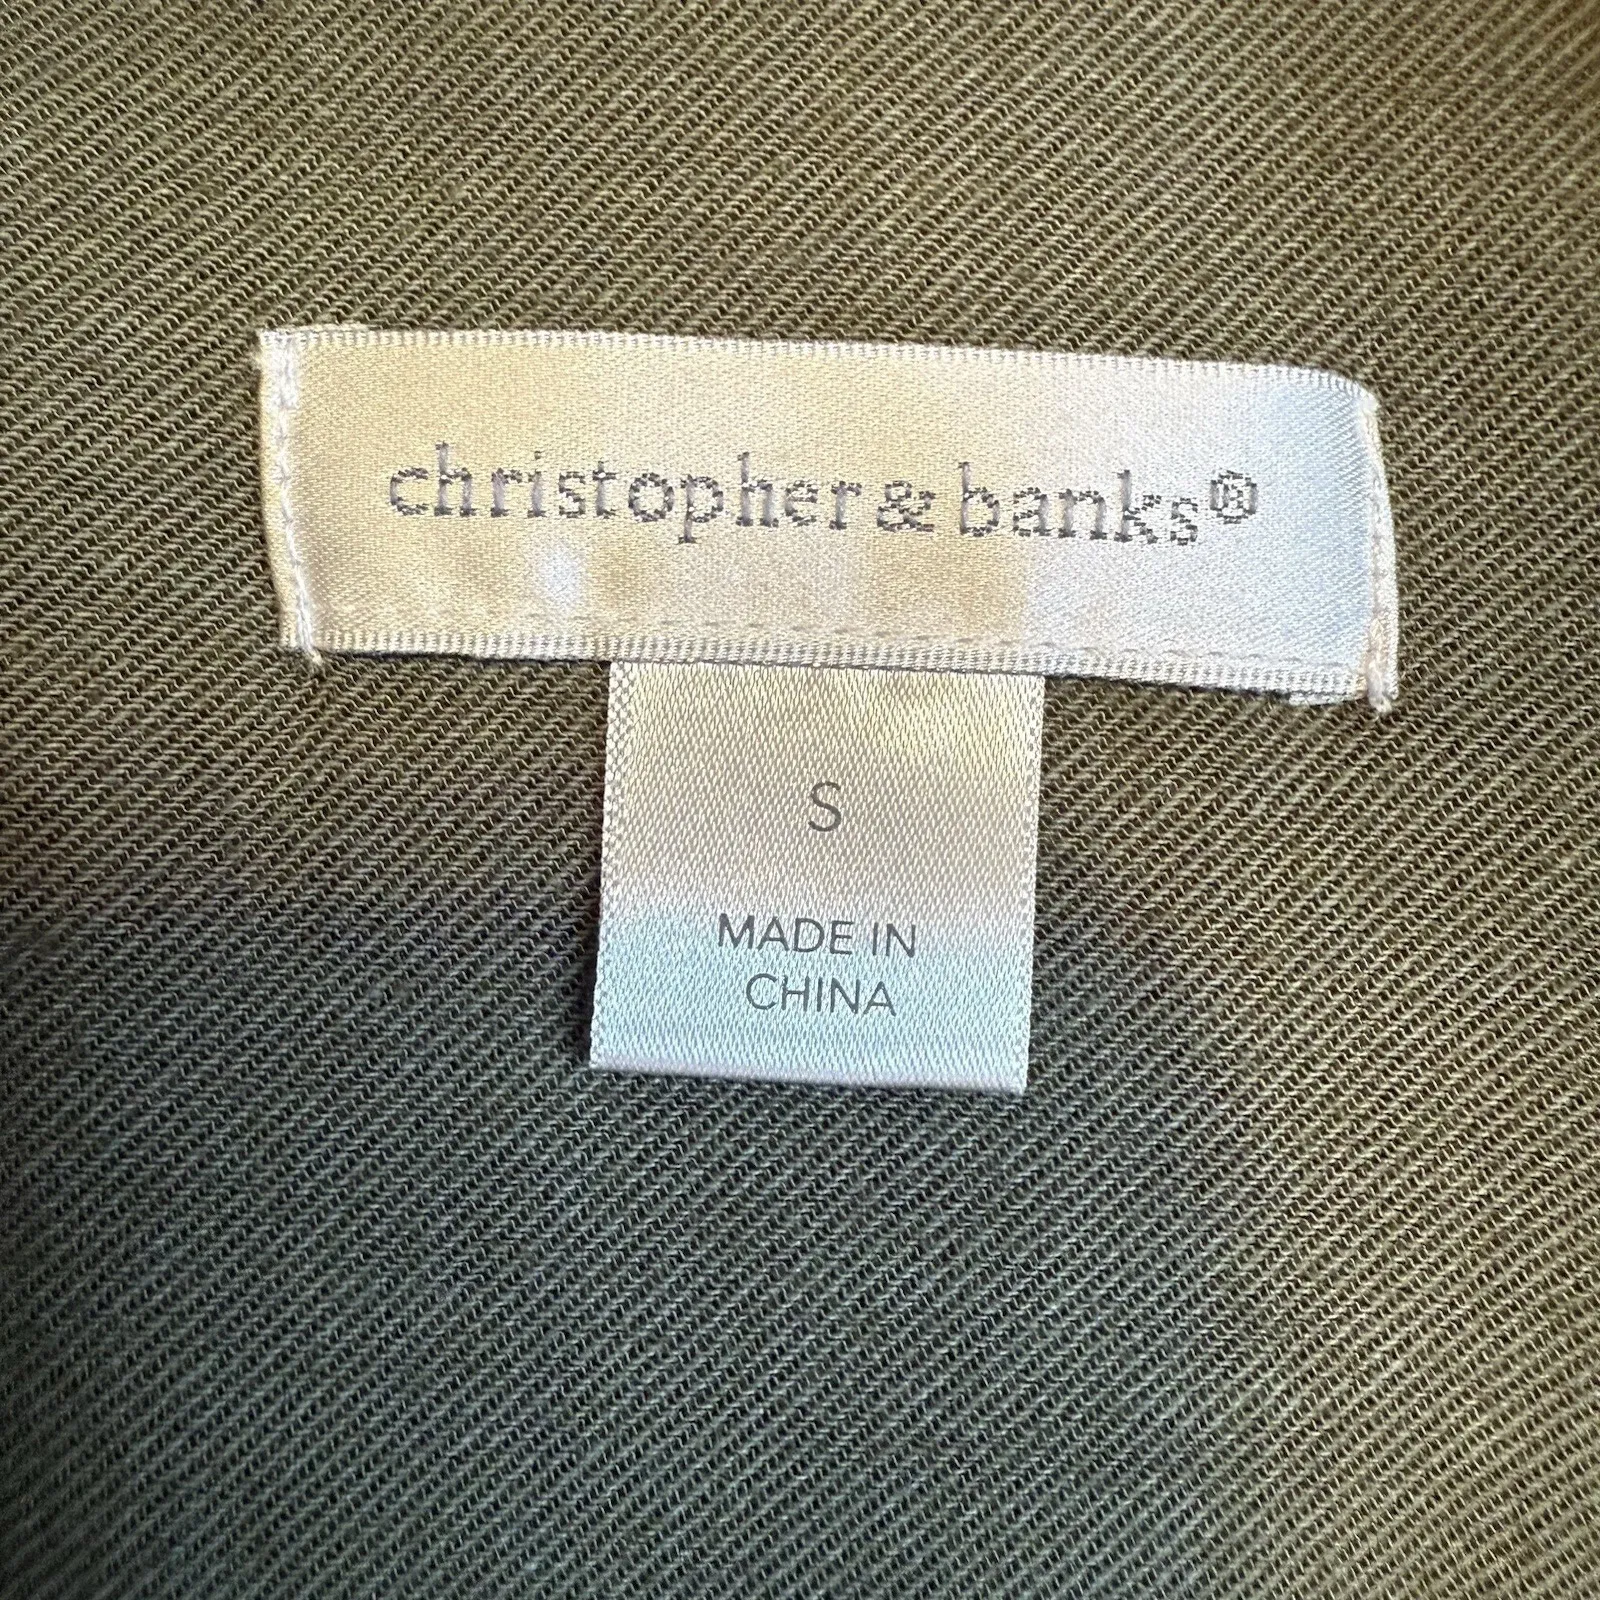 christopher & banks®
S
MADE IN
CHINA